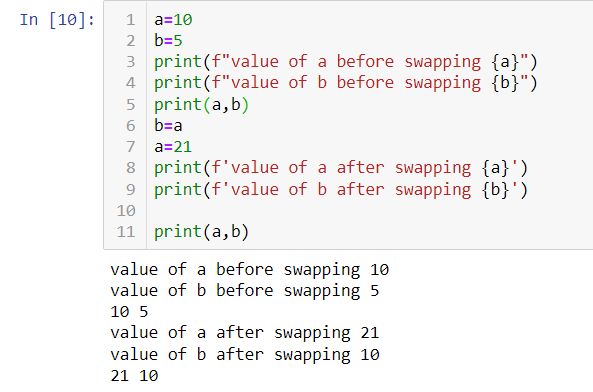 In [10]:
1 a=10
2 b=5
3 print(f"value of a before swapping {a}")
4 print(f"value of b before swapping {b}")
5 print(a,b)
6 b=a
7 a=21
8 print(f'value of a after swapping {a}')
9 print(f'value of b after swapping {b}')
10
11 print(a,b)
value of a before swapping 10
value of b before swapping 5
10 5
value of a after swapping 21
value of b after swapping 10
21 10